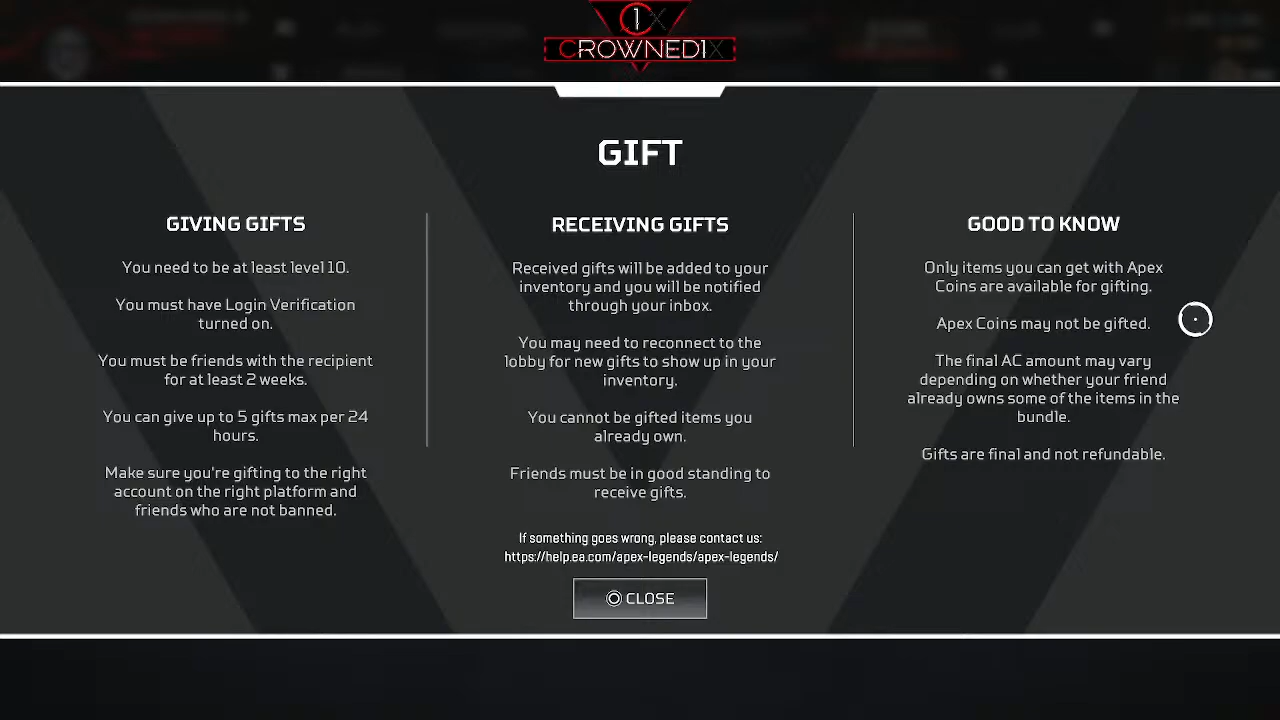 1X
CROWNED1X
GIFT
GIVING GIFTS
You need to be at least level 10.
You must have Login Verification
turned on.
You must be friends with the recipient
for at least 2 weeks.
You can give up to 5 gifts max per 24
hours.
Make sure you're gifting to the right
account on the right platform and
friends who are not banned.
RECEIVING GIFTS
Received gifts will be added to your
inventory and you will be notified
through your inbox.
You may need to reconnect to the
lobby for new gifts to show up in your
inventory.
You cannot be gifted items you
already own.
Friends must be in good standing to
receive gifts.
GOOD TO KNOW
Only items you can get with Apex
Coins are available for gifting.
Apex Coins may not be gifted.
The final AC amount may vary
depending on whether your friend
already owns some of the items in the
bundle.
Gifts are final and not refundable.
If something goes wrong, please contact us:
https://help.ea.com/apex-legends/apex-legends/
CLOSE